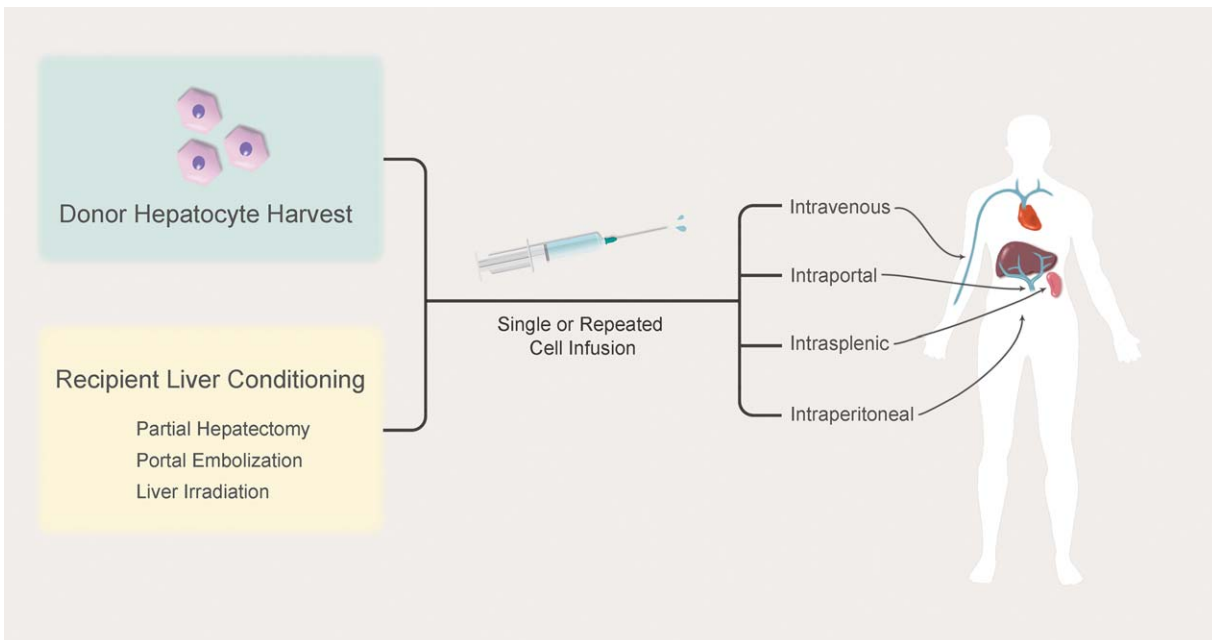 Donor Hepatocyte Harvest
Recipient Liver Conditioning
Partial Hepatectomy
Portal Embolization
Liver Irradiation
Single or Repeated
Cell Infusion
Intravenous
Intraportal
Intrasplenic
Intraperitoneal